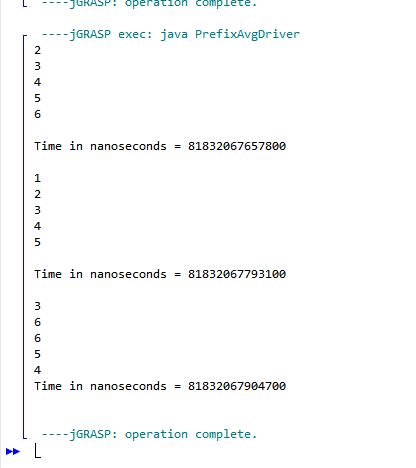 ----jGRASP: operation complete.
----jGRASP exec: java PrefixAvgDriver
2
3
4
5
6
Time in nanoseconds = 81832067657800
1
2
3
4
5
Time in nanoseconds = 81832067793100
3
6
6
5
4
Time in nanoseconds = 81832067904700
----jGRASP: operation complete.